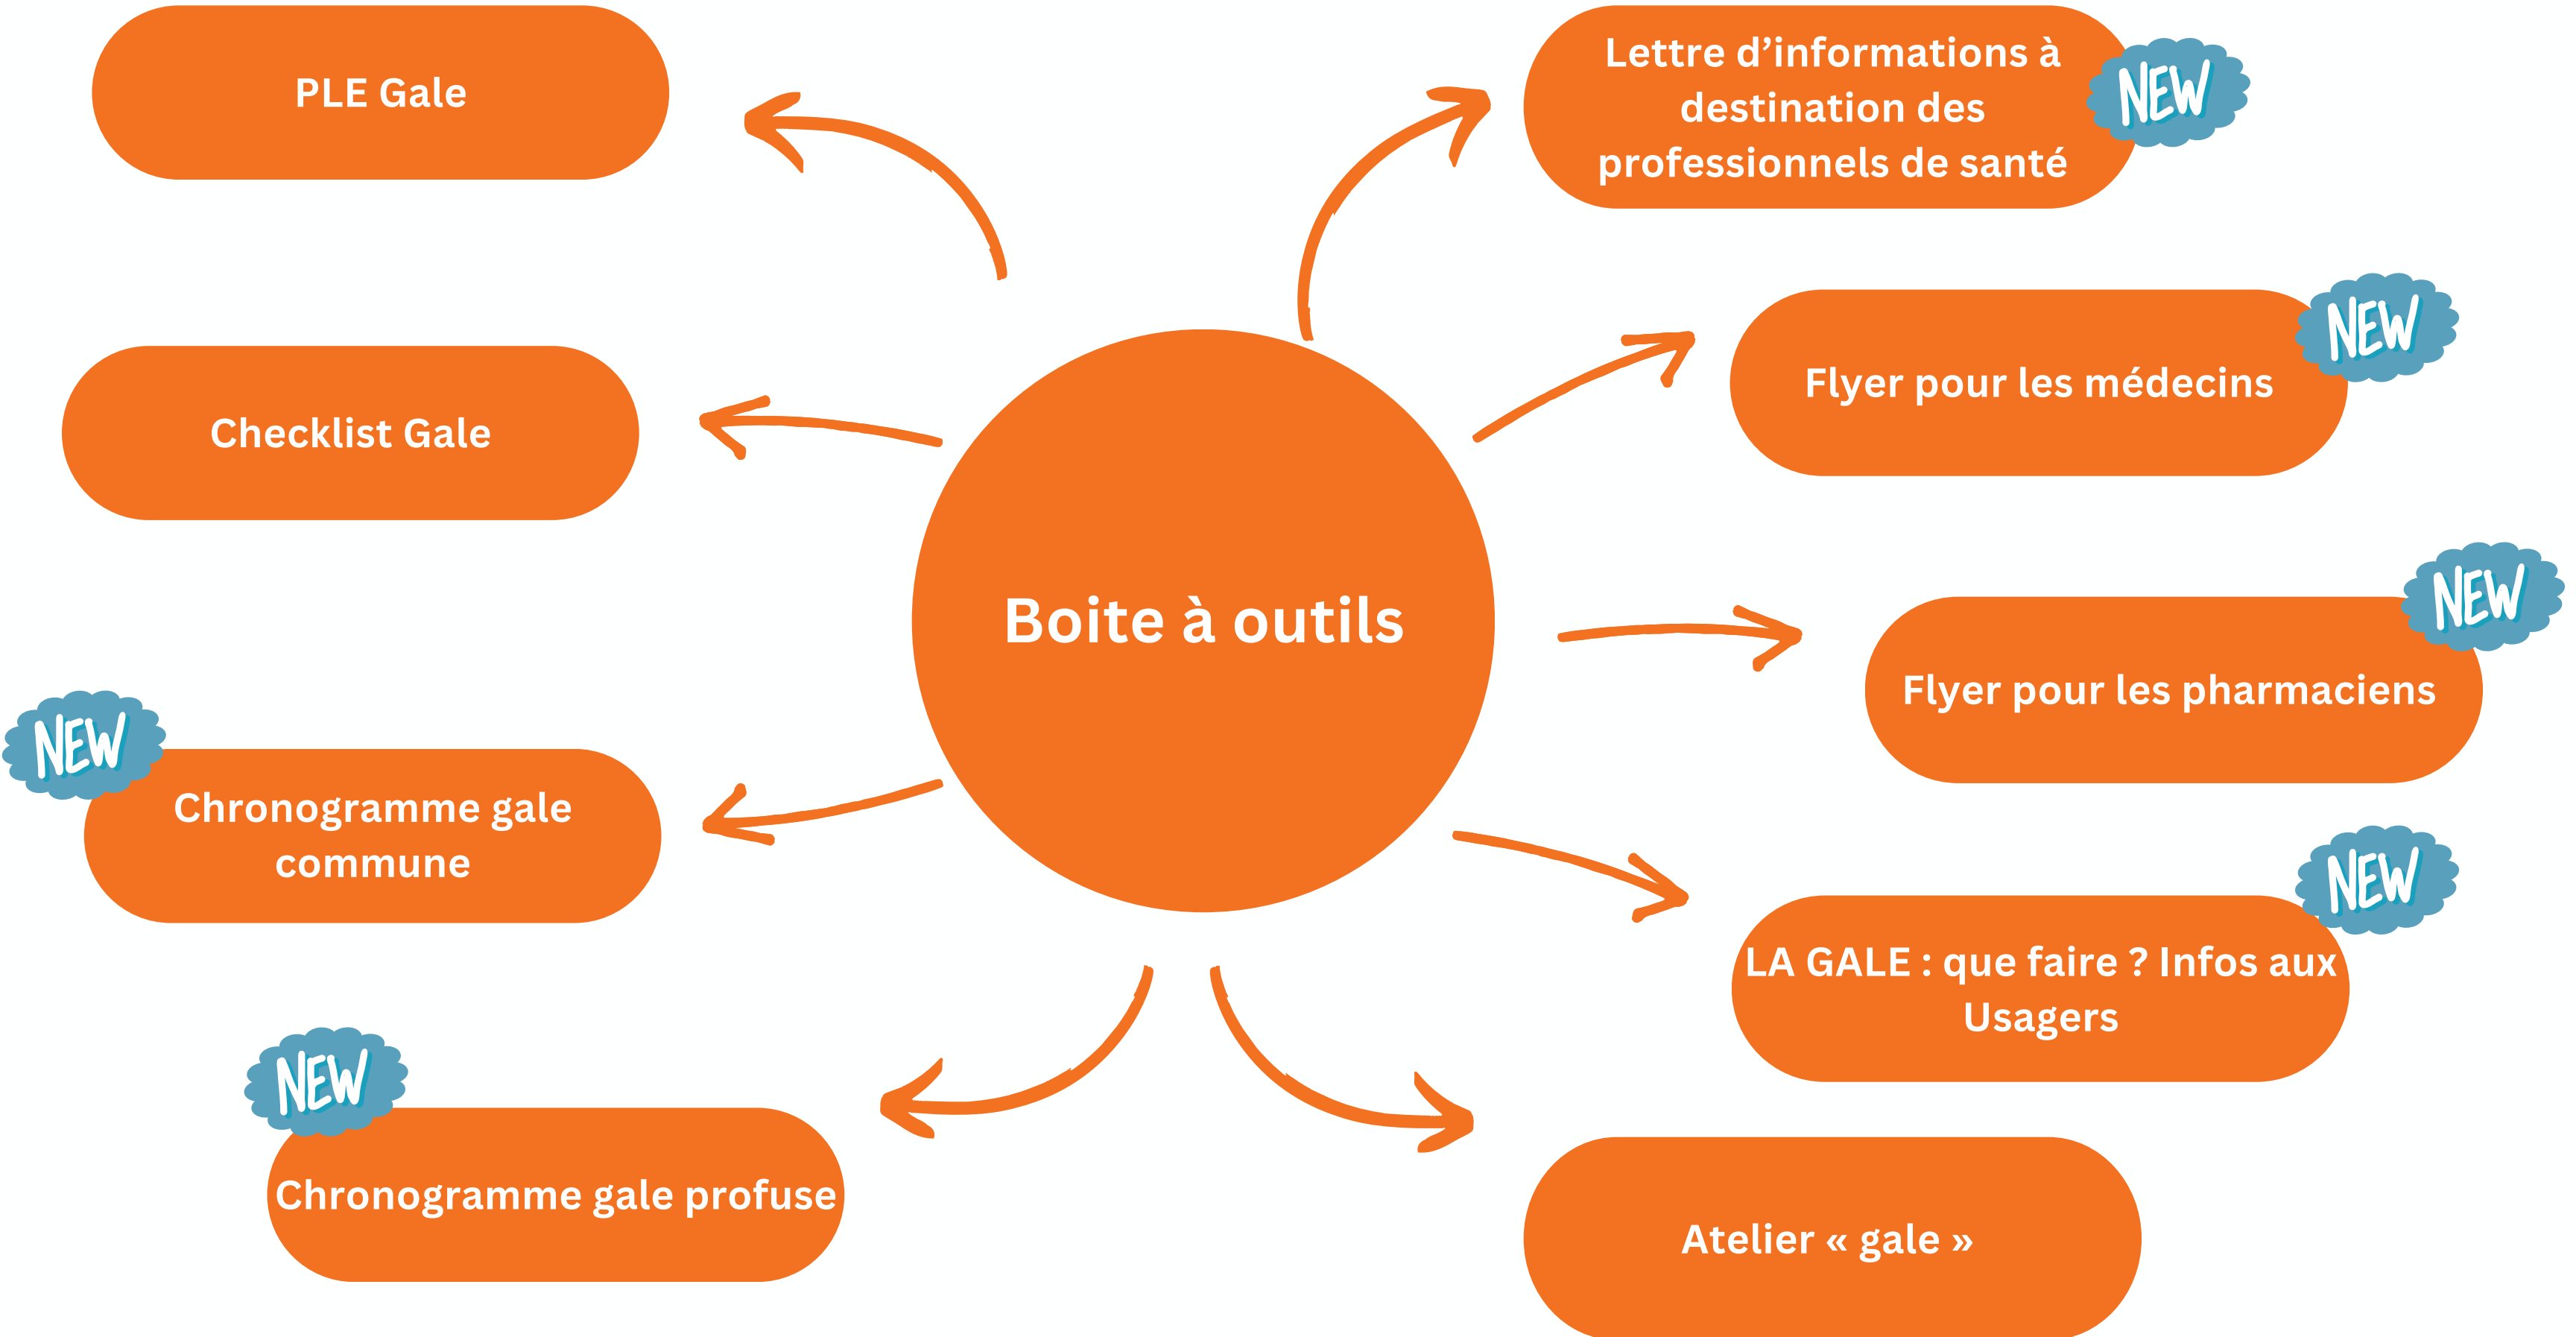 PLE Gale
Lettre d’informations à
destination des
professionnels de santé
NEW
Flyer pour les médecins
NEW
Checklist Gale
Boite à outils
Flyer pour les pharmaciens
NEW
NEW
Chronogramme gale
commune
LA GALE : que faire ? Infos aux
Usagers
NEW
NEW
Chronogramme gale profuse
Atelier « gale »